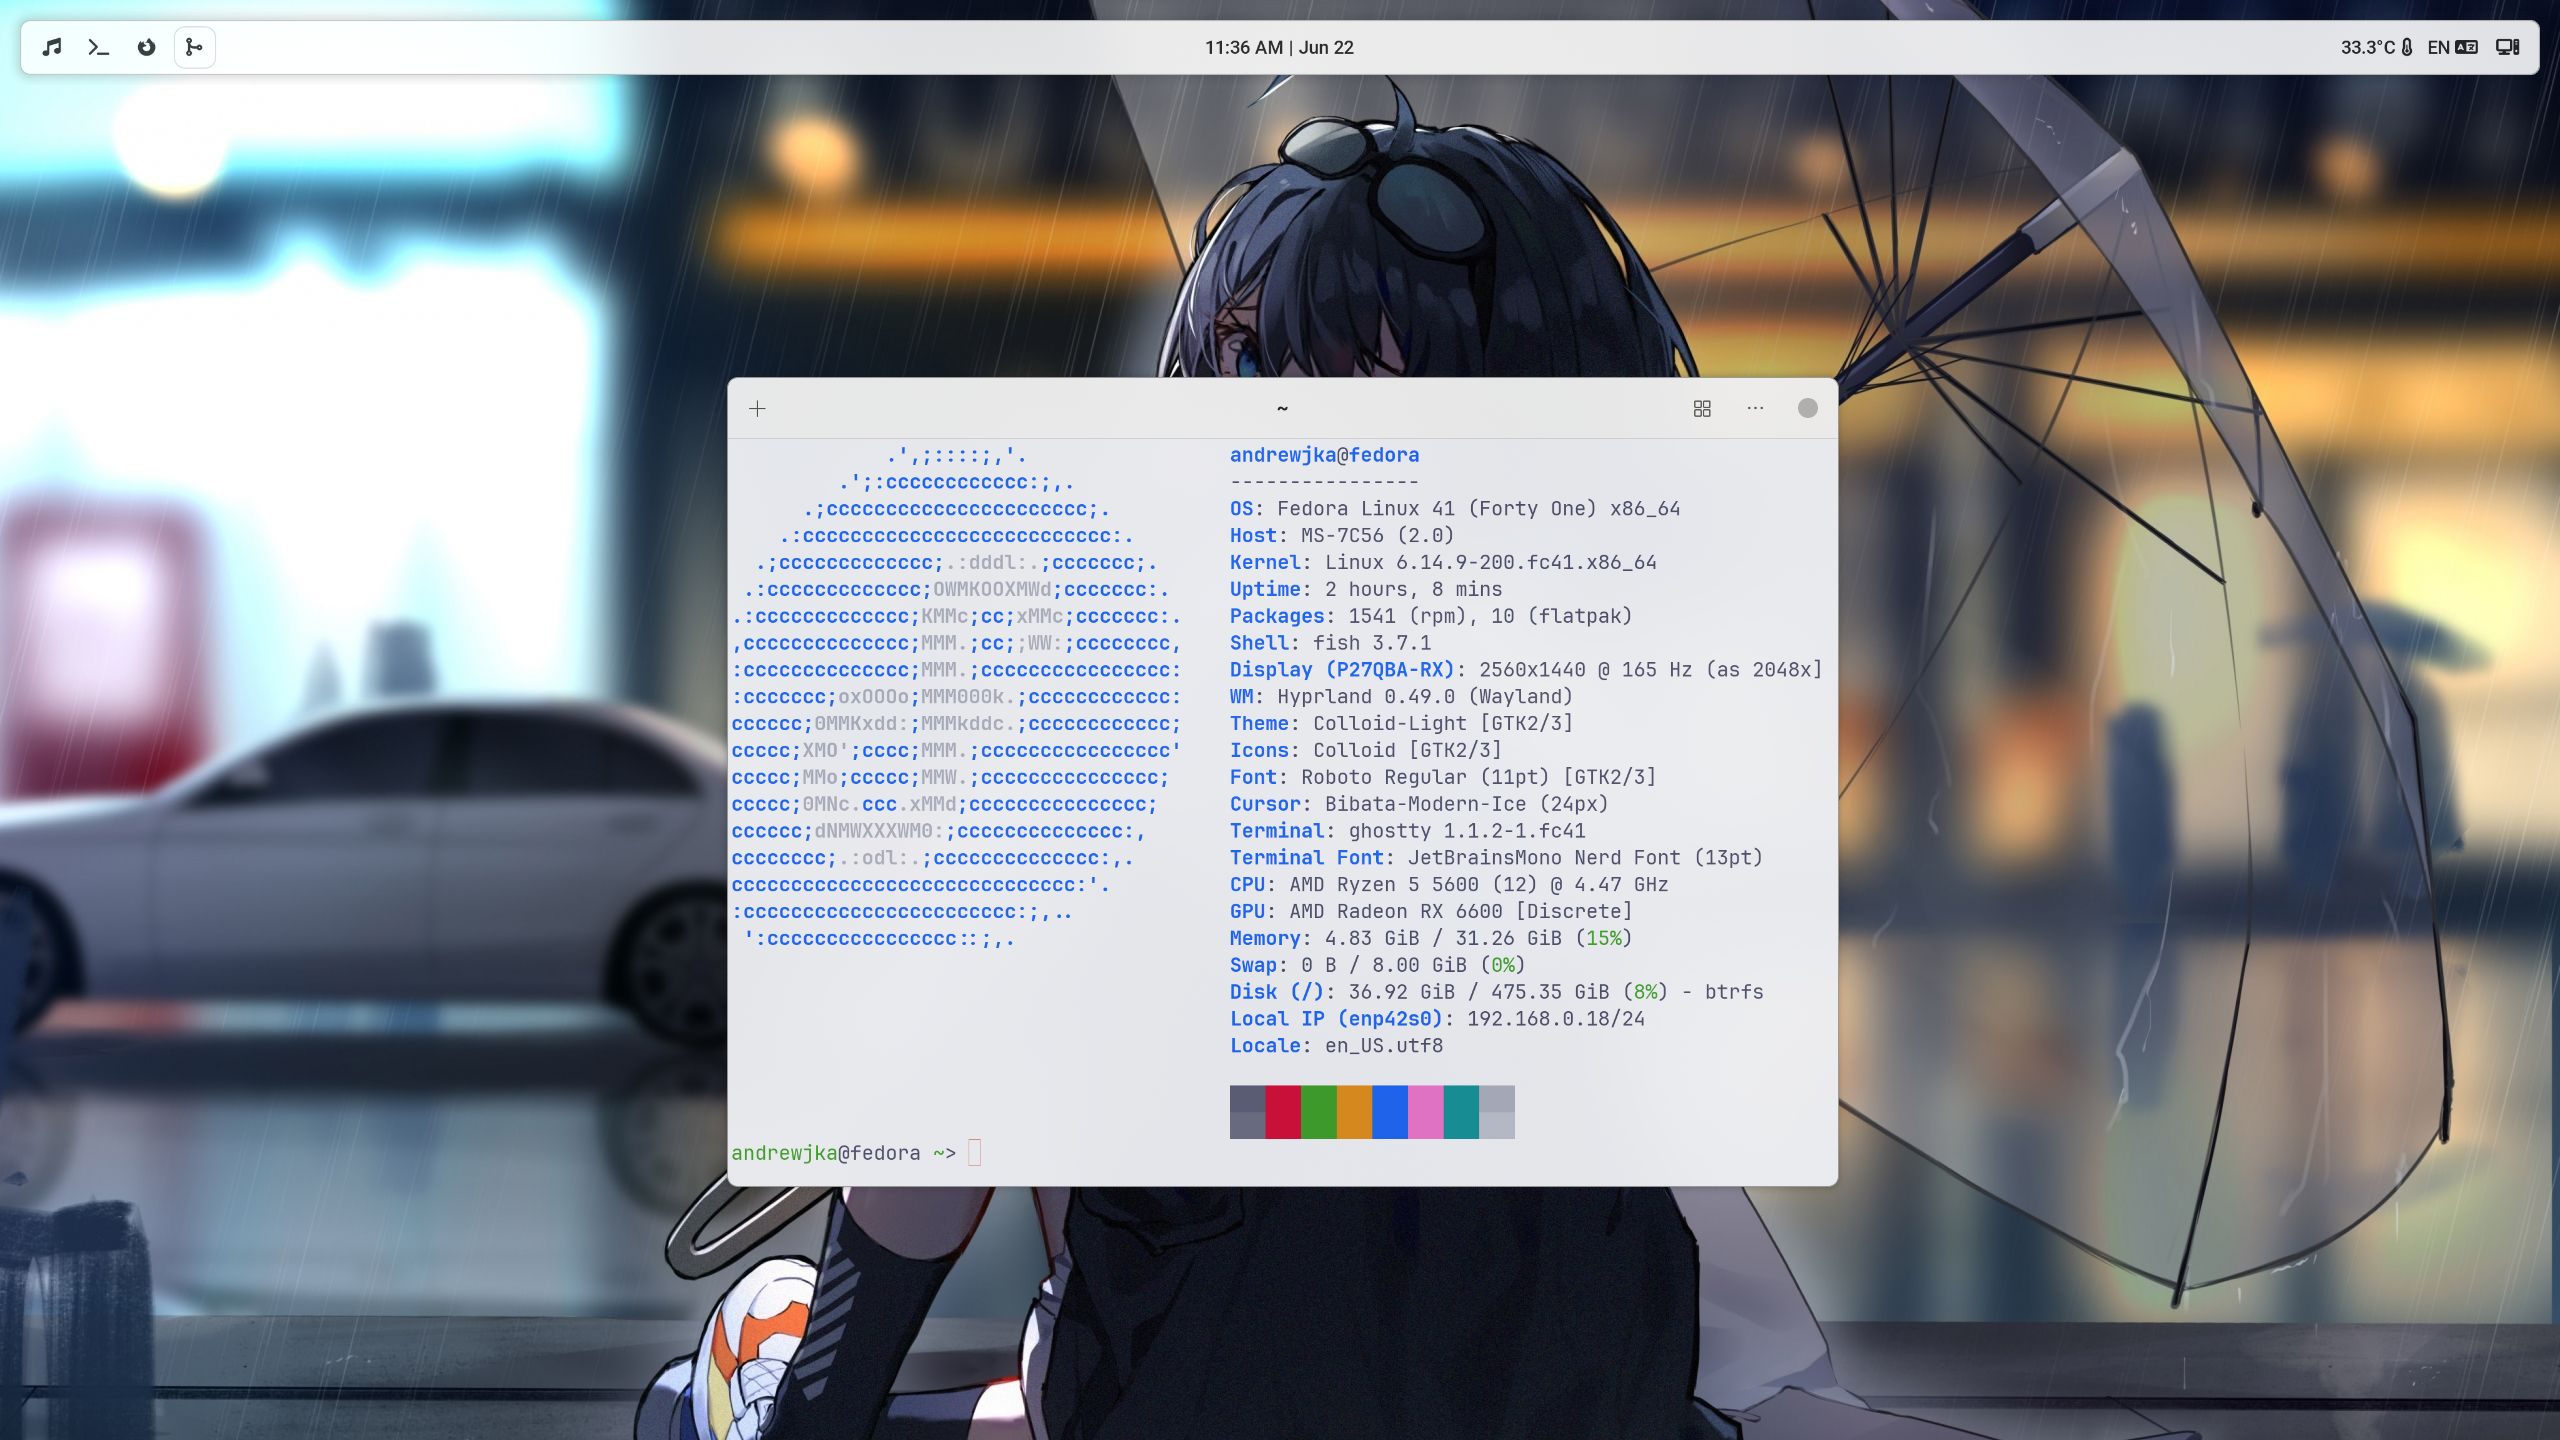 11:36 AM | Jun 22
33.3°C EN
~
.',;::::;,'.
.';:cccccccccccc:;,.
.;cccccccccccccccccccccc;.
.:cccccccccccccccccccccccccc:.
.;ccccccccccccc;.:dddl:.;ccccccc;.
.:ccccccccccccc;OWMKOOXMWd;ccccccc:.
.:ccccccccccccc;KMMc;cc;xMMc;ccccccc:.
,cccccccccccccc;MMM.;cc;;WW:;cccccccc,
:cccccccccccccc;MMM.;cccccccccccccccc:
:ccccccc;oxOOOo;MMM000k.;cccccccccccc:
cccccc;0MMKxdd:;MMMkddc.;cccccccccccc;
ccccc;XMO';cccc;MMM.;cccccccccccccccc'
ccccc;MMo;ccccc;MMW.;ccccccccccccccc;
ccccc;0MNc.ccc.xMMd;ccccccccccccccc;
cccccc;dNMWXXXWM0:;cccccccccccccc:,
cccccccc;.:odl:.;cccccccccccccc:,.
ccccccccccccccccccccccccccccc:'.
:ccccccccccccccccccccccc:;,..
':cccccccccccccccc::;,.
andrewjka@fedora
----------------
OS: Fedora Linux 41 (Forty One) x86_64
Host: MS-7C56 (2.0)
Kernel: Linux 6.14.9-200.fc41.x86_64
Uptime: 2 hours, 8 mins
Packages: 1541 (rpm), 10 (flatpak)
Shell: fish 3.7.1
Display (P27QBA-RX): 2560x1440 @ 165 Hz (as 2048x]
WM: Hyprland 0.49.0 (Wayland)
Theme: Colloid-Light [GTK2/3]
Icons: Colloid [GTK2/3]
Font: Roboto Regular (11pt) [GTK2/3]
Cursor: Bibata-Modern-Ice (24px)
Terminal: ghostty 1.1.2-1.fc41
Terminal Font: JetBrainsMono Nerd Font (13pt)
CPU: AMD Ryzen 5 5600 (12) @ 4.47 GHz
GPU: AMD Radeon RX 6600 [Discrete]
Memory: 4.83 GiB / 31.26 GiB (15%)
Swap: 0 B / 8.00 GiB (0%)
Disk (/): 36.92 GiB / 475.35 GiB (8%) - btrfs
Local IP (enp42s0): 192.168.0.18/24
Locale: en_US.utf8
andrewjka@fedora ~>